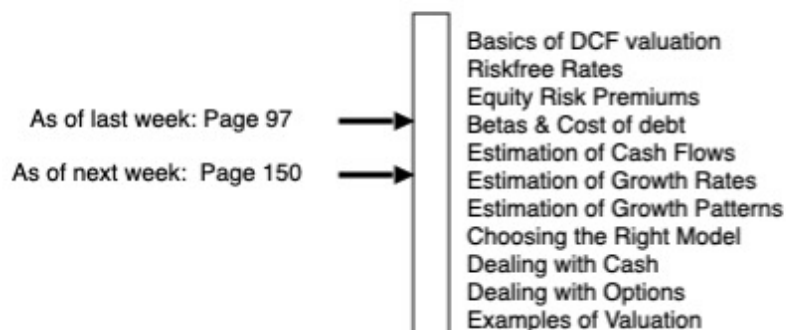 Basics of DCF valuation
Riskfree Rates
Equity Risk Premiums
As of last week: Page 97
Betas & Cost of debt
Estimation of Cash Flows
As of next week:  Page 150
Estimation of Growth Rates
Estimation of Growth Patterns
Choosing the Right Model
Dealing with Cash
Dealing with Options
Examples of Valuation